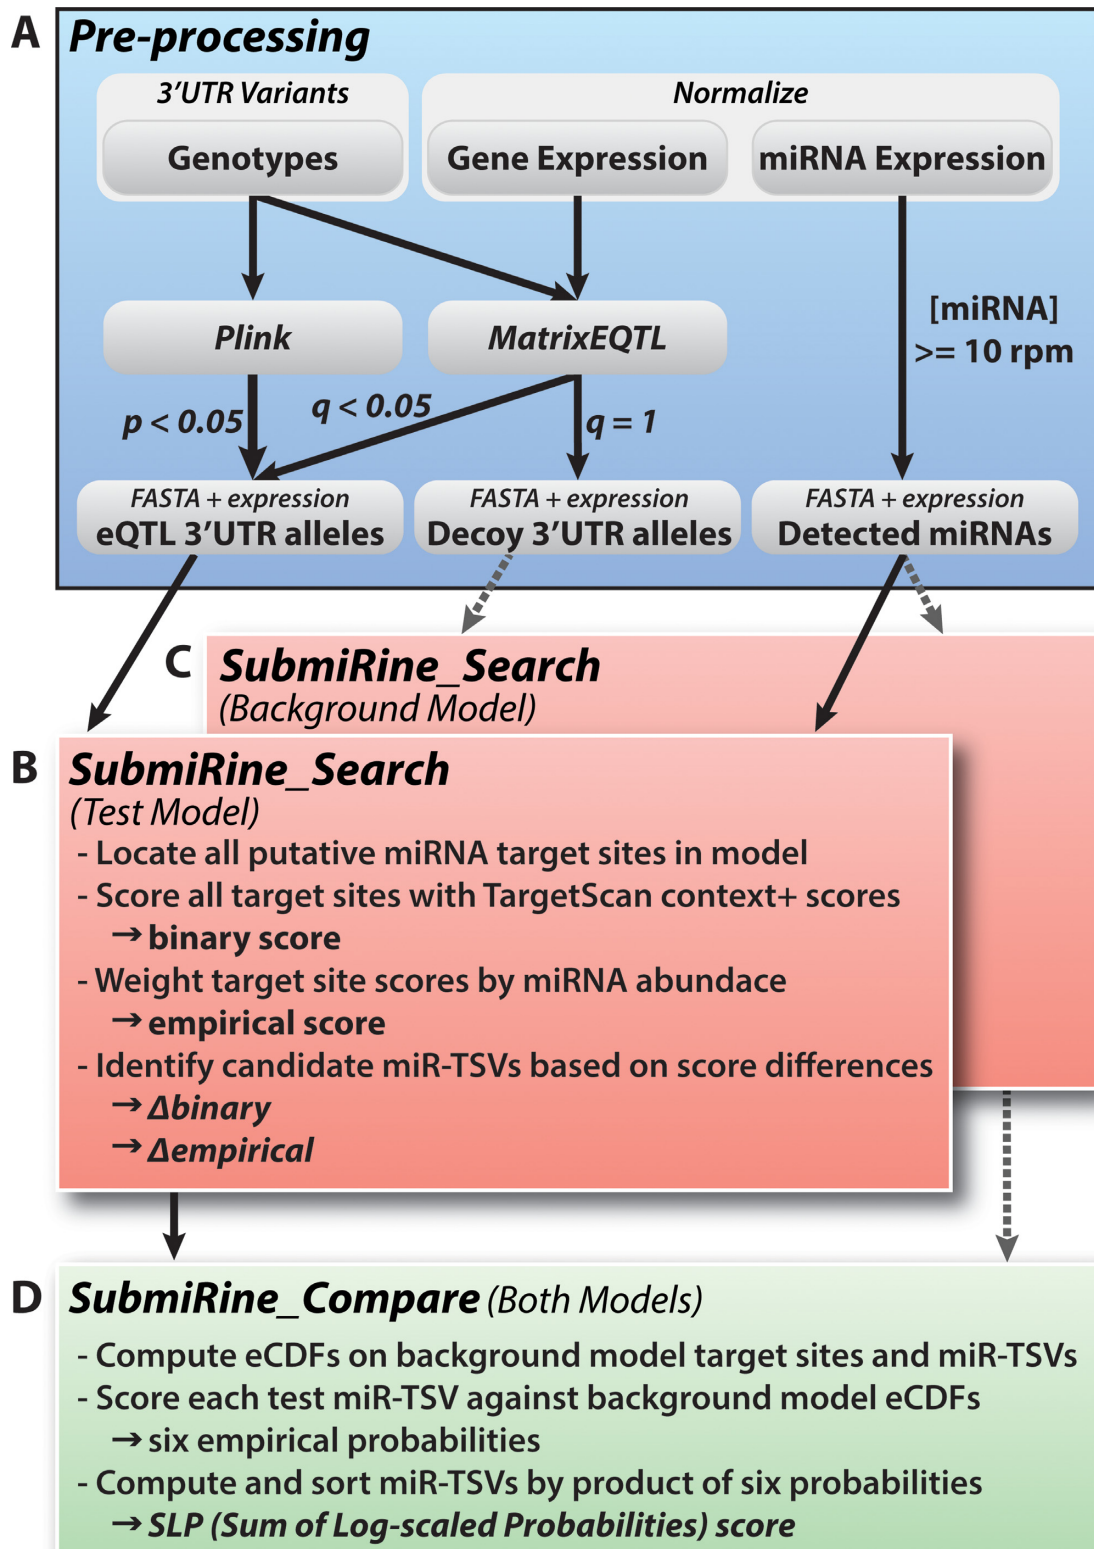 A
Pre-processing
3'UTR Variants
Normalize
Genotypes
Gene Expression
miRNA Expression
Plink
MatrixEQTL
[miRNA]
>= 10 rpm
p < 0.05
q < 0.05
q = 1
FASTA + expression
eQTL 3'UTR alleles
FASTA + expression
Decoy 3'UTR alleles
FASTA + expression
Detected miRNAs
C
SubmiRine_Search
(Background Model)
B
SubmiRine_Search
(Test Model)
- Locate all putative miRNA target sites in model
- Score all target sites with TargetScan context+ scores
→ binary score
- Weight target site scores by miRNA abundace
→ empirical score
- Identify candidate miR-TSVs based on score differences
→ Δbinary
→ Δempirical
D
SubmiRine_Compare (Both Models)
- Compute eCDFs on background model target sites and miR-TSVs
- Score each test miR-TSV against background model eCDFs
→ six empirical probabilities
- Compute and sort miR-TSVs by product of six probabilities
→ SLP (Sum of Log-scaled Probabilities) score